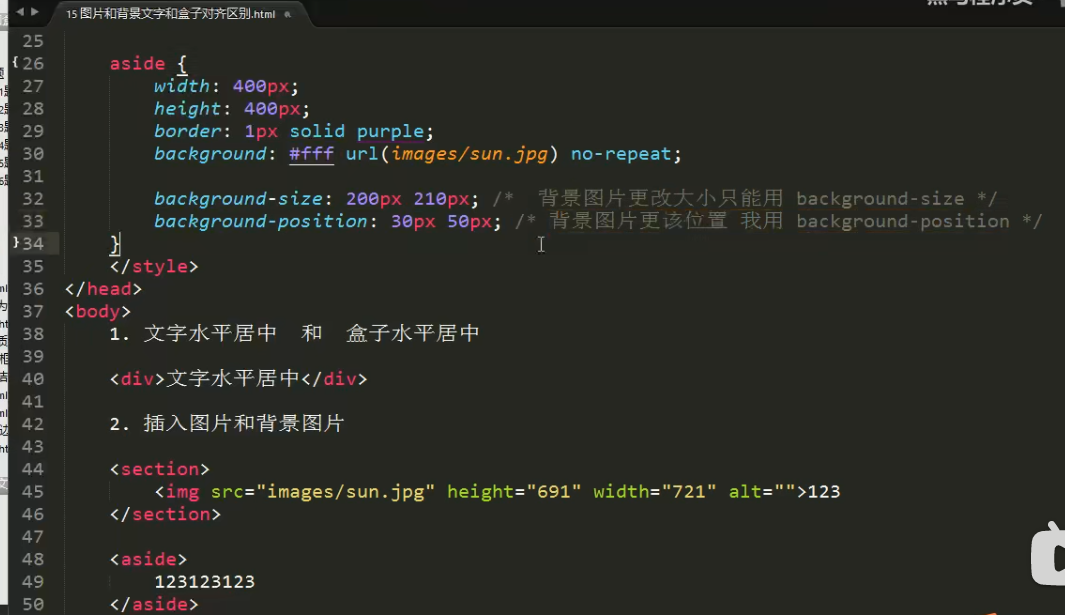 15 图片和背景文字和盒子对齐区别.html
25
26 aside {
27 width: 400px;
28 height: 400px;
29 border: 1px solid purple;
30 background: #fff url(images/sun.jpg) no-repeat;
31
32 background-size: 200px 210px; /* 背景图片更改大小只能用 background-size */
33 background-position: 30px 50px; /* 背景图片更该位置 我用 background-position */
34 }
35 </style>
36 </head>
37 <body>
38 1. 文字水平居中 和 盒子水平居中
39
40 <div>文字水平居中</div>
41
42 2. 插入图片和背景图片
43
44 <section>
45 <img src="images/sun.jpg" height="691" width="721" alt="">123
46 </section>
47
48 <aside>
49 123123123
50 </aside>